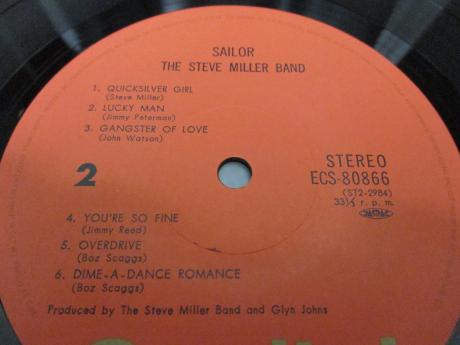 SAILOR
THE STEVE MILLER BAND
1. QUICKSILVER GIRL
(Steve Miller)
2. LUCKY MAN
(Jimmy Peterman)
3. GANGSTER OF LOVE
(John Watson)
2
STEREO
ECS-80866
(ST2-2984)
33⅓ r. p. m.
4. YOU'RE SO FINE
(Jimmy Reed)
5. OVERDRIVE
(Boz Scaggs)
6. DIME-A-DANCE ROMANCE
(Boz Scaggs)
Produced by The Steve Miller Band and Glyn Johns